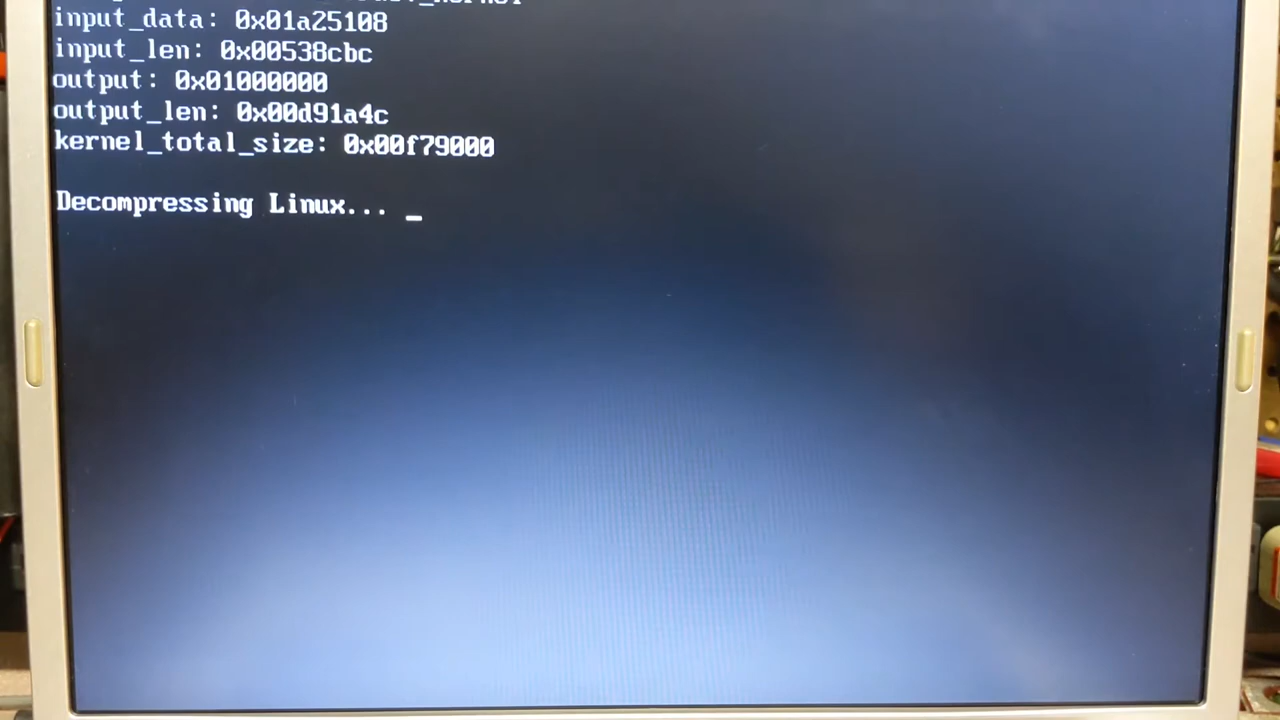 input_data: 0x01a25108
input_len: 0x00538cbc
output: 0x01000000
output_len: 0x00d91a4c
kernel_total_size: 0x00f79000
Decompressing Linux... _